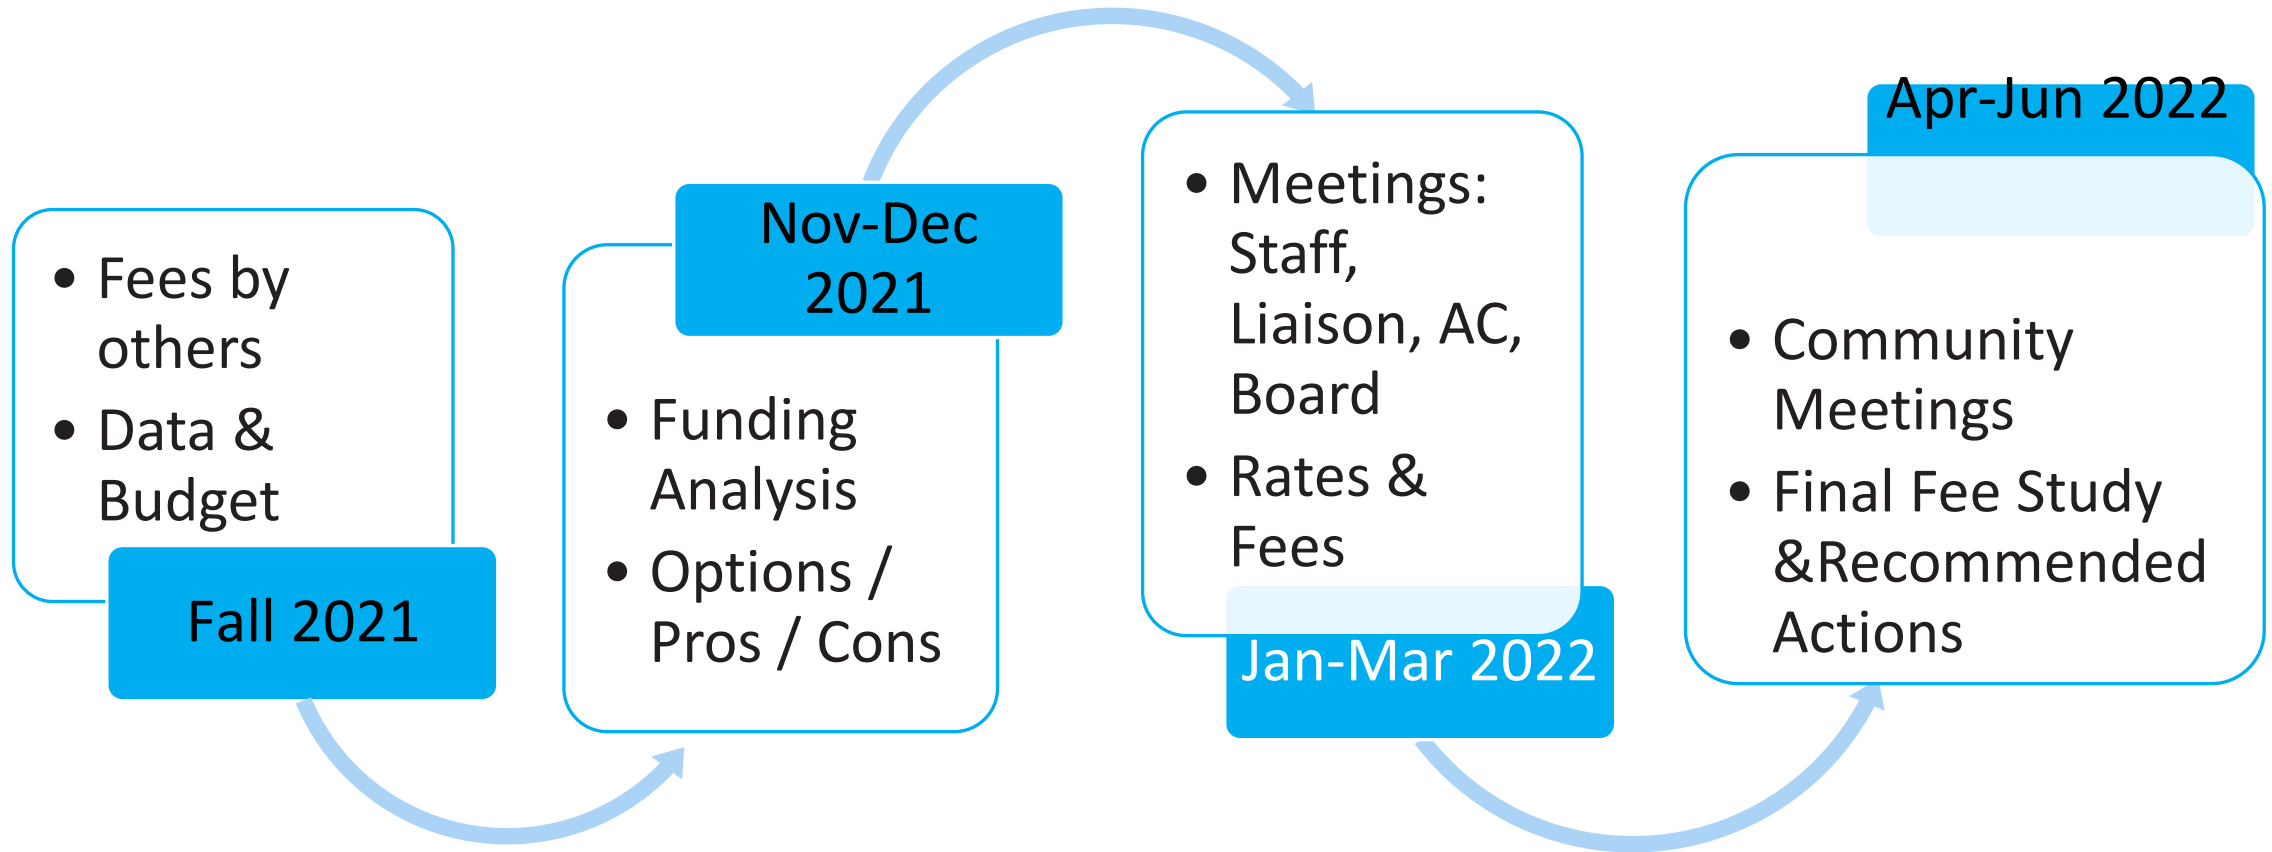 • Fees by
others
• Data &
Budget
Fall 2021
Nov-Dec
2021
• Funding
Analysis
• Options /
Pros / Cons
• Meetings:
Staff,
Liaison, AC,
Board
• Rates &
Fees
Jan-Mar 2022
Apr-Jun 2022
• Community
Meetings
• Final Fee Study
&Recommended
Actions